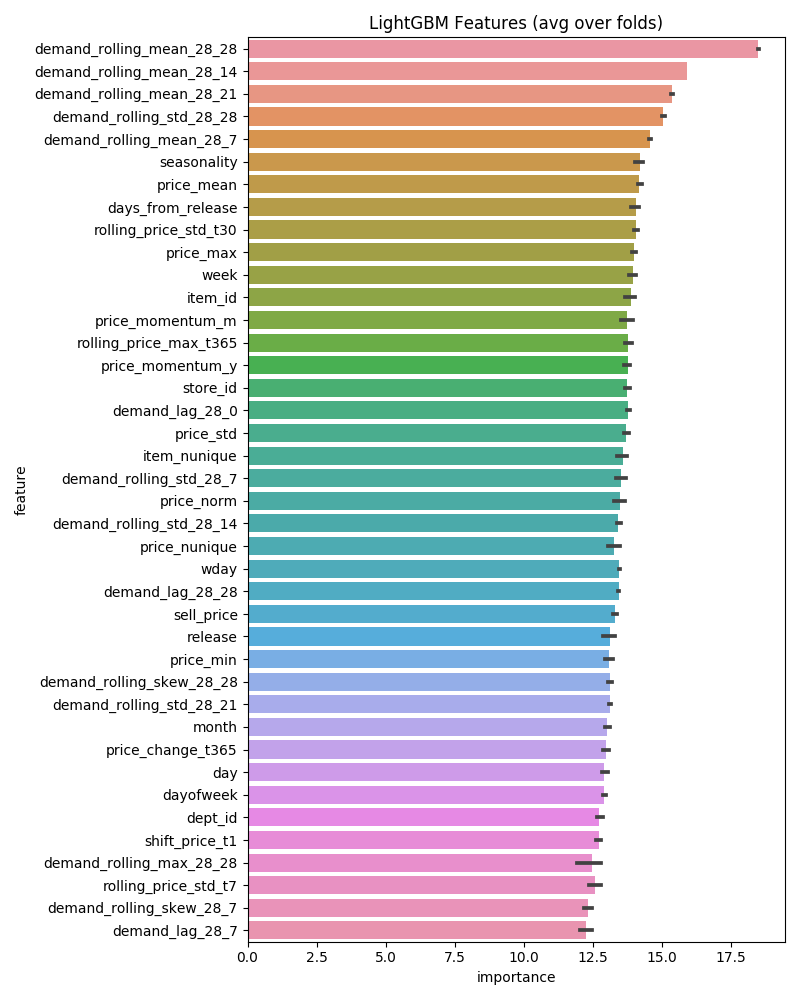 LightGBM Features (avg over folds)
demand_rolling_mean_28_28
demand_rolling_mean_28_14
demand_rolling_mean_28_21
demand_rolling_std_28_28
demand_rolling_mean_28_7
seasonality
price_mean
days_from_release
rolling_price_std_t30
price_max
week
item_id
price_momentum_m
rolling_price_max_t365
price_momentum_y
store_id
demand_lag_28_0
price_std
item_nunique
demand_rolling_std_28_7
price_norm
demand_rolling_std_28_14
price_nunique
wday
demand_lag_28_28
sell_price
release
price_min
demand_rolling_skew_28_28
demand_rolling_std_28_21
month
price_change_t365
day
dayofweek
dept_id
shift_price_t1
demand_rolling_max_28_28
rolling_price_std_t7
demand_rolling_skew_28_7
demand_lag_28_7
feature
0.0 2.5 5.0 7.5 10.0 12.5 15.0 17.5
importance